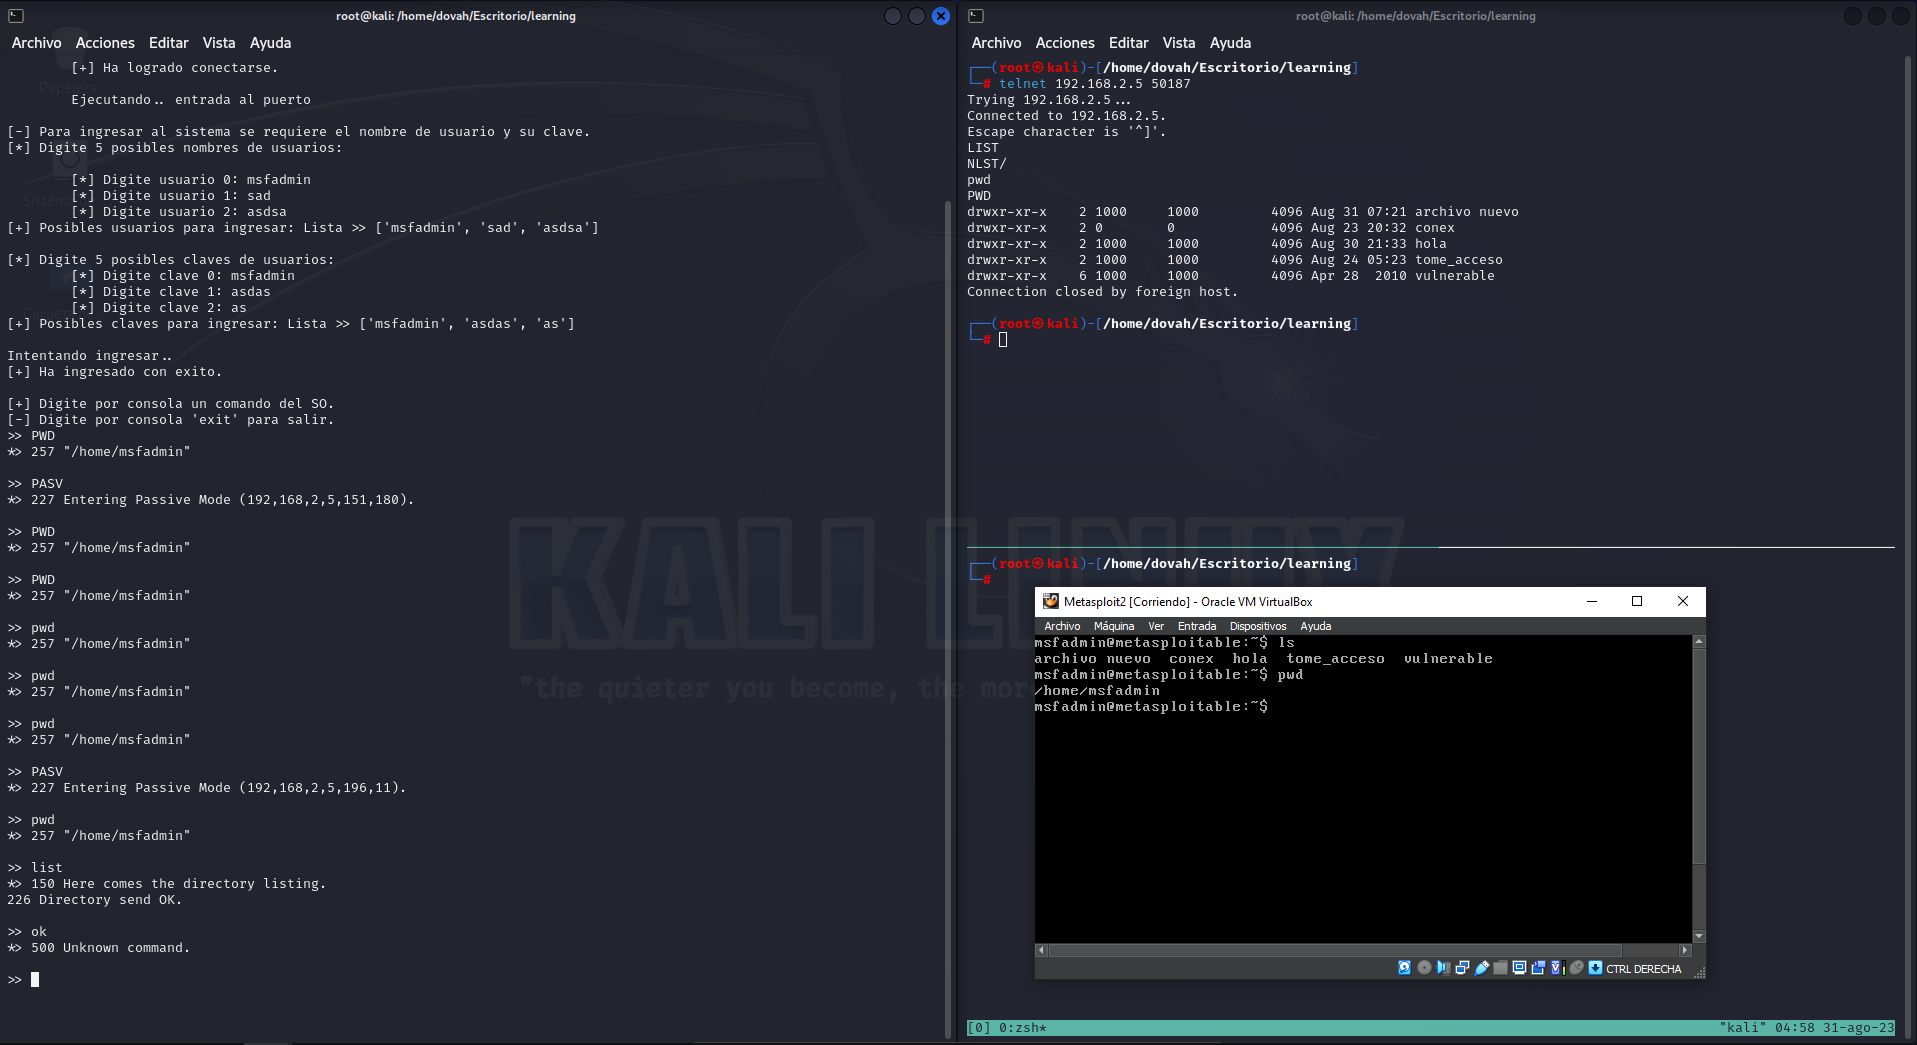 root@kali: /home/dovah/Escritorio/learning
Archivo Acciones Editar Vista Ayuda
[+] Ha logrado conectarse.
Papelera
Ejecutando.. entrada al puerto
[-] Para ingresar al sistema se requiere el nombre de usuario y su clave.
[*] Digite 5 posibles nombres de usuarios:
[*] Digite usuario 0: msfadmin
[*] Digite usuario 1: sad
[*] Digite usuario 2: asdsa
[+] Posibles usuarios para ingresar: Lista >> ['msfadmin', 'sad', 'asdsa']
[*] Digite 5 posibles claves de usuarios:
[*] Digite clave 0: msfadmin
[*] Digite clave 1: asdas
[*] Digite clave 2: as
[+] Posibles claves para ingresar: Lista >> ['msfadmin', 'asdas', 'as']
Intentando ingresar..
[+] Ha ingresado con exito.
[+] Digite por consola un comando del SO.
[-] Digite por consola 'exit' para salir.
>> PWD
*> 257 "/home/msfadmin"
>> PASV
*> 227 Entering Passive Mode (192,168,2,5,151,180).
>> PWD
*> 257 "/home/msfadmin"
>> PWD
*> 257 "/home/msfadmin"
>> pwd
*> 257 "/home/msfadmin"
>> pwd
*> 257 "/home/msfadmin"
>> pwd
*> 257 "/home/msfadmin"
>> PASV
*> 227 Entering Passive Mode (192,168,2,5,196,11).
>> pwd
*> 257 "/home/msfadmin"
>> list
*> 150 Here comes the directory listing.
226 Directory send OK.
>> ok
*> 500 Unknown command.
>>
KALI LINUX
"the quieter you become, the mor
root@kali: /home/dovah/Escritorio/learning
Archivo Acciones Editar Vista Ayuda
┌──(root㉿kali)-[/home/dovah/Escritorio/learning]
└─# telnet 192.168.2.5 50187
Trying 192.168.2.5...
Connected to 192.168.2.5.
Escape character is '^]'.
LIST
NLST/
pwd
PWD
drwxr-xr-x    2 1000     1000         4096 Aug 31 07:21 archivo nuevo
drwxr-xr-x    2 0        0            4096 Aug 23 20:32 conex
drwxr-xr-x    2 1000     1000         4096 Aug 30 21:33 hola
drwxr-xr-x    2 1000     1000         4096 Aug 24 05:23 tome_acceso
drwxr-xr-x    6 1000     1000         4096 Apr 28  2010 vulnerable
Connection closed by foreign host.
┌──(root㉿kali)-[/home/dovah/Escritorio/learning]
└─#
┌──(root㉿kali)-[/home/dovah/Escritorio/learning]
└─#
Metasploit2 [Corriendo] - Oracle VM VirtualBox
Archivo Máquina Ver Entrada Dispositivos Ayuda
msfadmin@metasploitable:~$ ls
archivo nuevo  conex  hola  tome_acceso  vulnerable
msfadmin@metasploitable:~$ pwd
/home/msfadmin
msfadmin@metasploitable:~$
CTRL DERECHA
[0] 0:zsh*
"kali" 04:58 31-ago-23